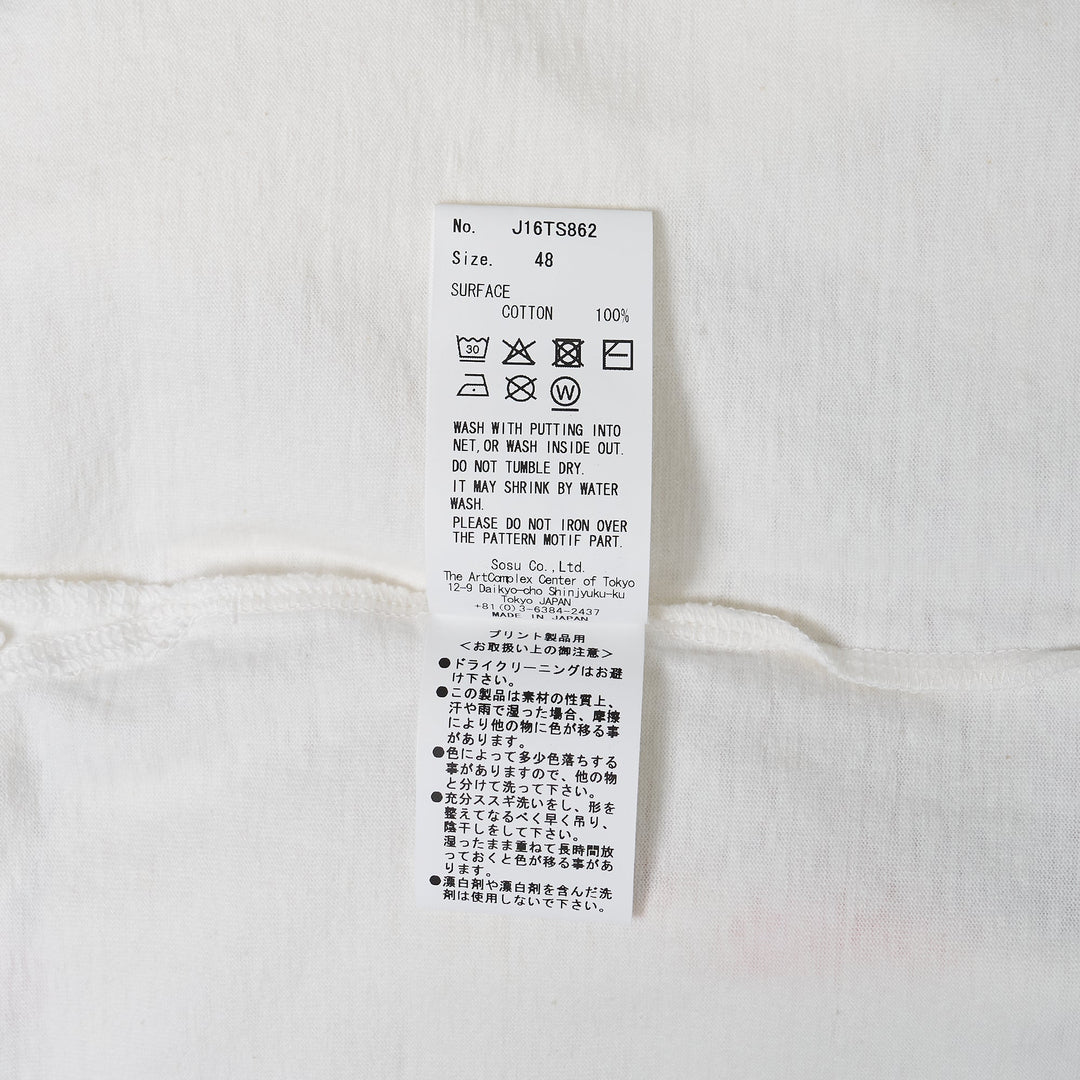 No. J16TS862
Size. 48
SURFACE
COTTON 100%
30
W
WASH WITH PUTTING INTO
NET, OR WASH INSIDE OUT.
DO NOT TUMBLE DRY.
IT MAY SHRINK BY WATER
WASH.
PLEASE DO NOT IRON OVER
THE PATTERN MOTIF PART.
Sosu Co.,Ltd.
The ArtComplex Center of Tokyo
12-9 Daikyo-cho Shinjyuku-ku
Tokyo JAPAN
+81(0)3-6384-2437
MADE IN JAPAN
プリント製品用
<お取扱い上の御注意>
●ドライクリーニングはお避
け下さい。
●この製品は素材の性質上、
汗や雨で湿った場合、摩擦
により他の物に色が移る事
があります。
●色によって多少色落ちする
事がありますので、他の物
と分けて洗って下さい。
●充分ススギ洗いをし、形を
整えてなるべく早く吊り、
陰干しをして下さい。
湿ったまま重ねて長時間放
っておくと色が移る事があ
ります。
●漂白剤や漂白剤を含んだ洗
剤は使用しないで下さい。